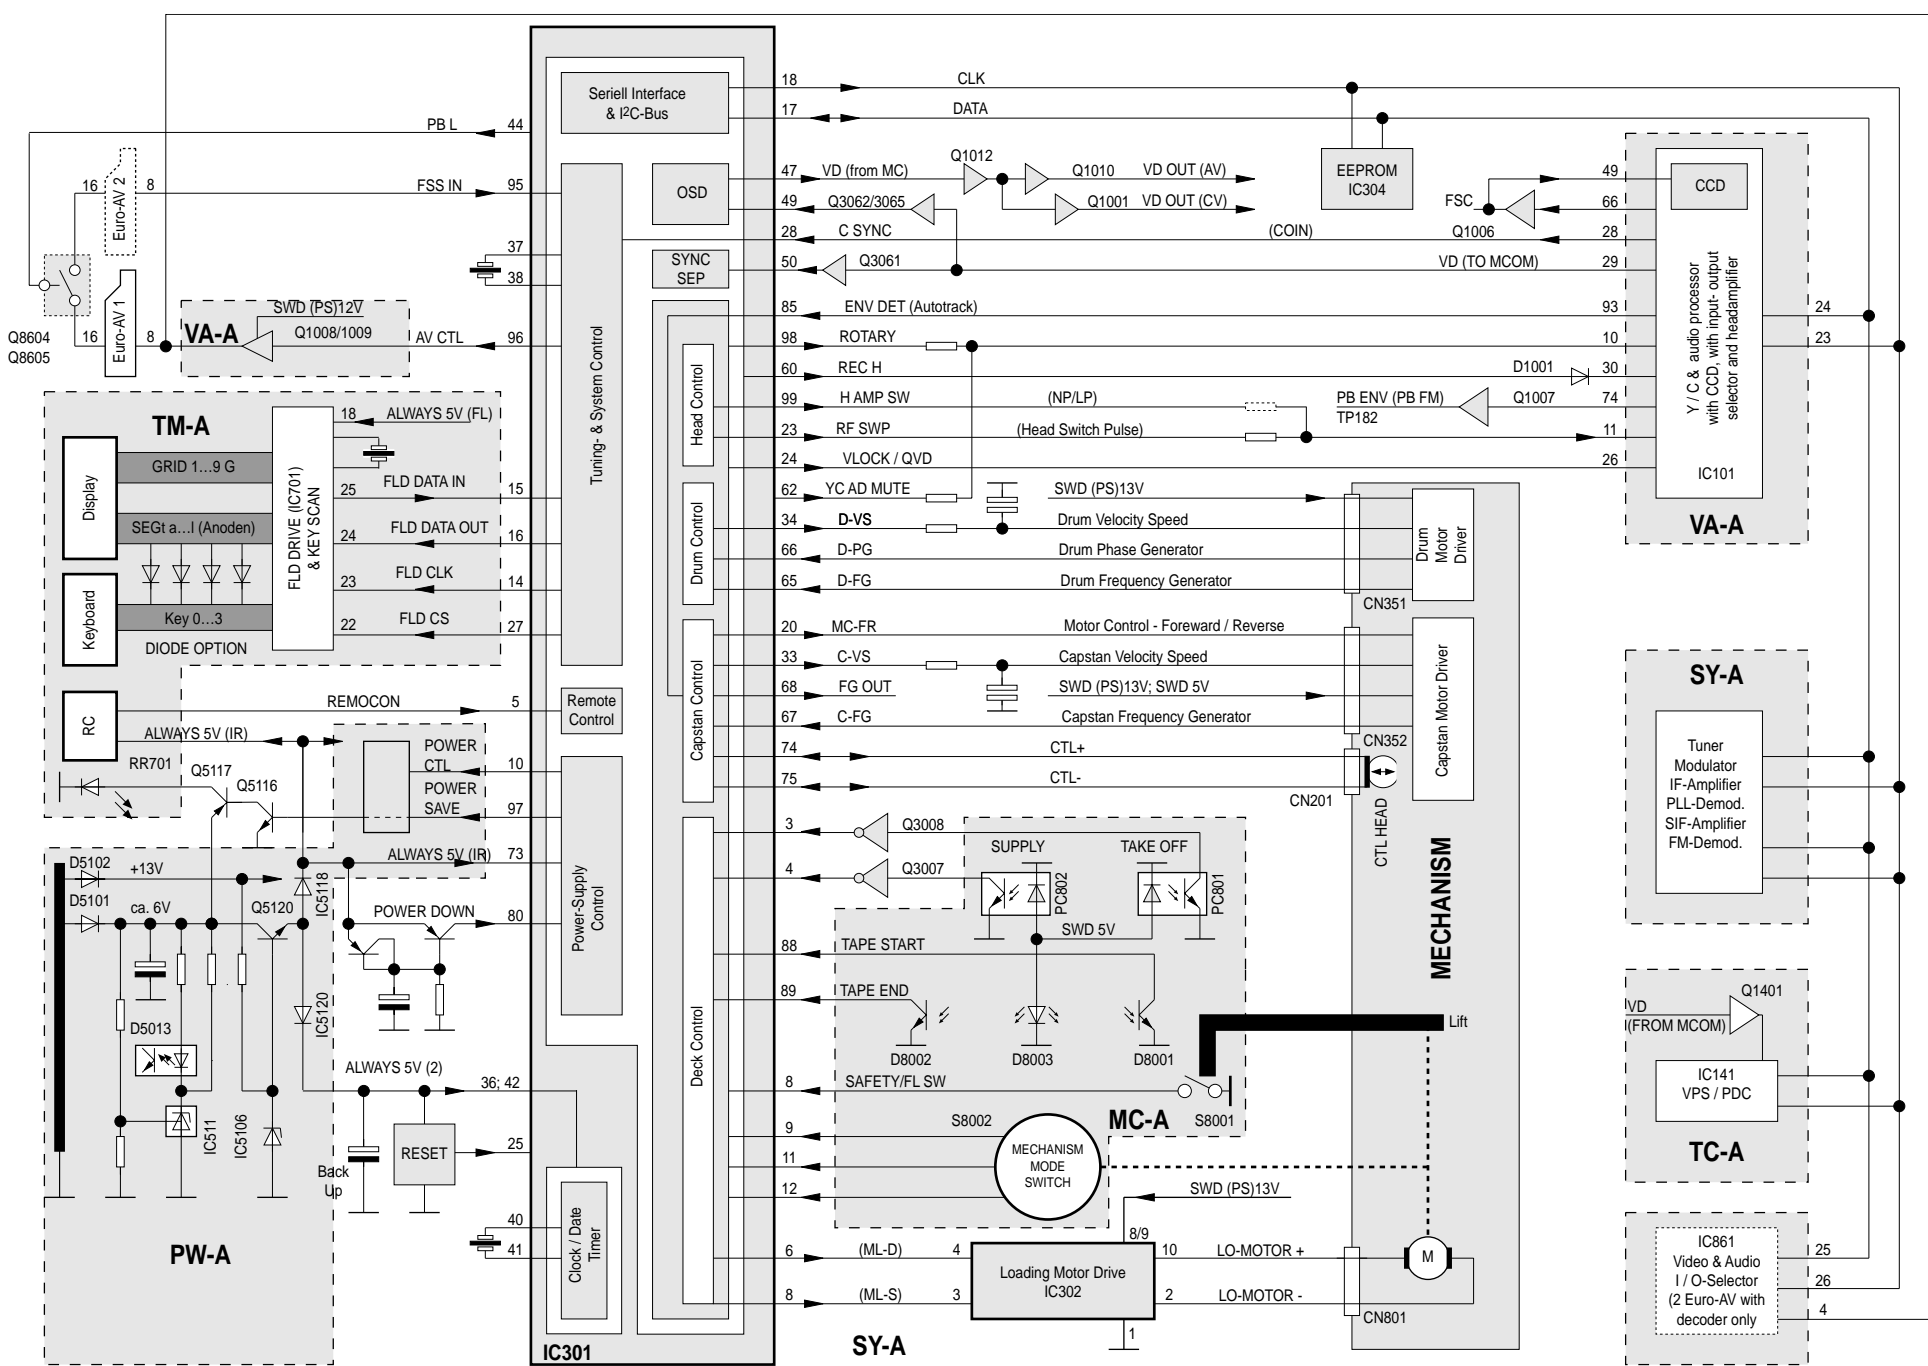 18 CLK
Seriell Interface
& I²C-Bus
17 DATA
PB L 44
16 Euro-AV 2 8 FSS IN 95
OSD
47 VD (from MC) Q1012 Q1010 VD OUT (AV)
49 Q3062/3065 Q1001 VD OUT (CV)
EEPROM
IC304
FSC
49
66
CCD
28 C SYNC (COIN) Q1006 28
37
38
SYNC
SEP
50 Q3061 VD (TO MCOM) 29
85 ENV DET (Autotrack) 93
Q8604
Q8605
16 Euro-AV 1 8
VA-A
SWD (PS)12V
Q1008/1009
AV CTL 96
98 ROTARY 10
60 REC H D1001 30
99 H AMP SW (NP/LP) PB ENV (PB FM) Q1007 74
TP182
23 RF SWP (Head Switch Pulse) 11
24 VLOCK / QVD 26
Y / C & audio processor
with CCD, with input- output
selector and headamplifier
IC101
24
23
VA-A
Tuning- & System Control
Head Control
TM-A
Display
GRID 1...9 G
SEGt a...l (Anoden)
Keyboard
Key 0...3
DIODE OPTION
FLD DRIVE (IC701)
& KEY SCAN
18 ALWAYS 5V (FL)
25 FLD DATA IN 15
24 FLD DATA OUT 16
23 FLD CLK 14
22 FLD CS 27
Drum Control
62 YC AD MUTE SWD (PS)13V
34 D-VS Drum Velocity Speed
66 D-PG Drum Phase Generator
65 D-FG Drum Frequency Generator
Drum
Motor
Driver
CN351
Capstan Control
20 MC-FR Motor Control - Foreward / Reverse
33 C-VS Capstan Velocity Speed
68 FG OUT SWD (PS)13V; SWD 5V
67 C-FG Capstan Frequency Generator
CN352
74 CTL+
75 CTL-
CN201
CTL HEAD
Capstan Motor Driver
MECHANISM
RC
REMOCON 5
Remote
Control
ALWAYS 5V (IR)
RR701
Q5117
Q5116
POWER
CTL 10
POWER
SAVE 97
ALWAYS 5V (IR) 73
D5102
+13V
D5101
ca. 6V
Q5120
IC5118
POWER DOWN 80
Power-Supply
Control
D5013
IC5120
IC511
IC5106
ALWAYS 5V (2) 36; 42
Back
Up
RESET 25
PW-A
40
41
Clock / Date
Timer
IC301
Deck Control
3 Q3008
4 Q3007
SUPPLY
TAKE OFF
PC802
PC801
SWD 5V
88 TAPE START
89 TAPE END
D8002
D8003
D8001
Lift
8 SAFETY/FL SW
S8001
MC-A
S8002
9
11
12
MECHANISM
MODE
SWITCH
SWD (PS)13V
8/9
6 (ML-D) 4
8 (ML-S) 3
Loading Motor Drive
IC302
10 LO-MOTOR +
2 LO-MOTOR -
1
M
CN801
SY-A
SY-A
Tuner
Modulator
IF-Amplifier
PLL-Demod.
SIF-Amplifier
FM-Demod.
VD
(FROM MCOM)
Q1401
IC141
VPS / PDC
TC-A
IC861
Video & Audio
I / O-Selector
(2 Euro-AV with
decoder only
25
26
4